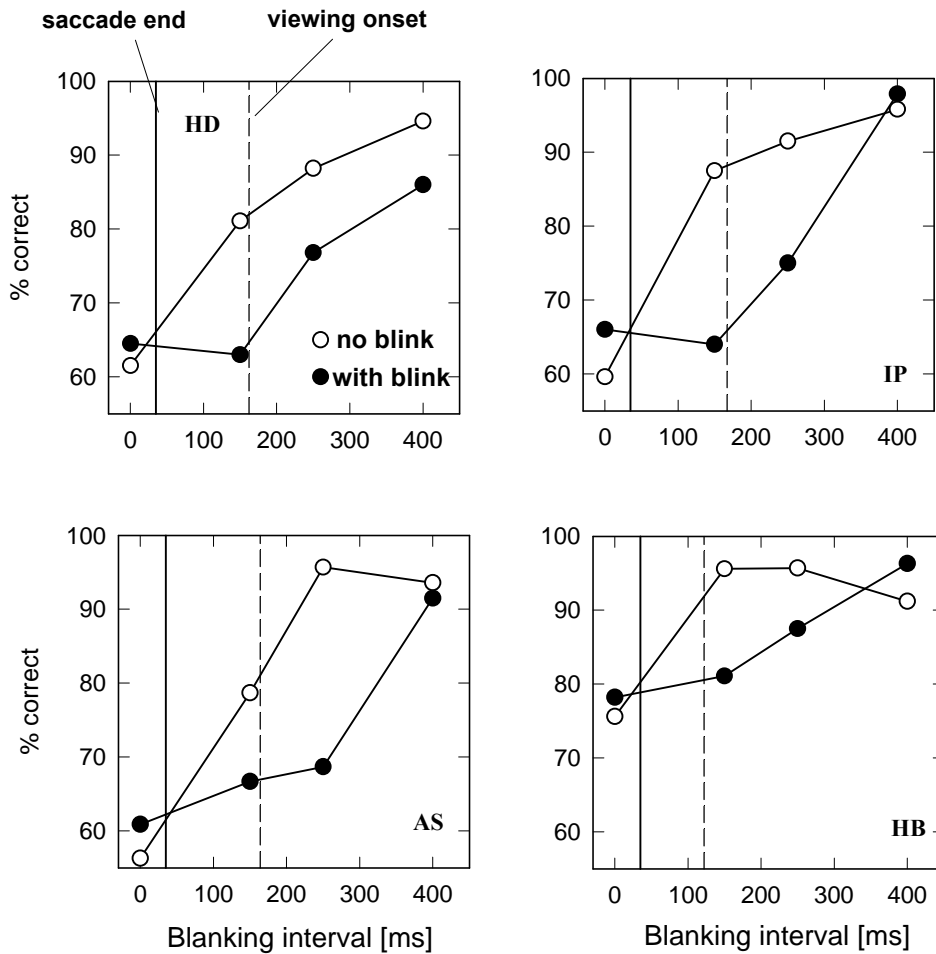 saccade end viewing onset
100
90
80
70
60
% correct
HD
no blink
with blink
0 100 200 300 400
100
90
80
70
60
IP
0 100 200 300 400
100
90
80
70
60
% correct
AS
0 100 200 300 400
Blanking interval [ms]
100
90
80
70
60
HB
0 100 200 300 400
Blanking interval [ms]